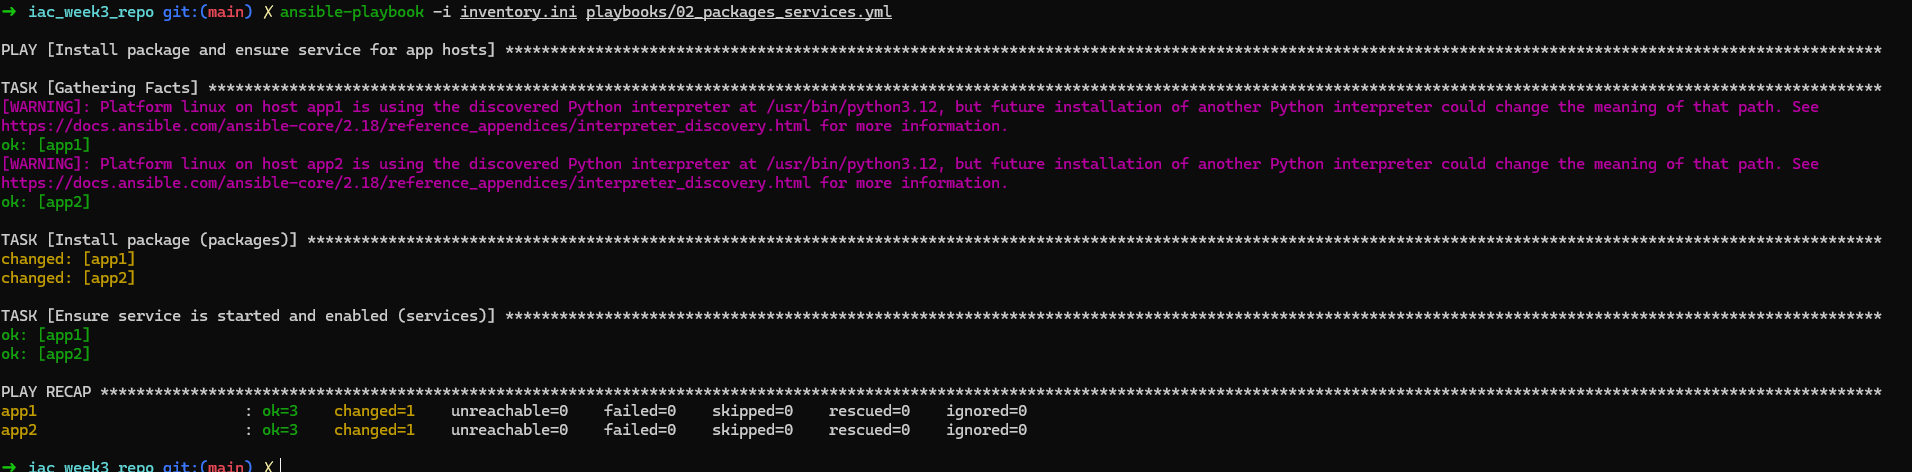 ➜ iac_week3_repo git:(main) ✗ ansible-playbook -i inventory.ini playbooks/02_packages_services.yml
PLAY [Install package and ensure service for app hosts] *********************************************************************************************************************************************************
TASK [Gathering Facts] ******************************************************************************************************************************************************************************************
[WARNING]: Platform linux on host app1 is using the discovered Python interpreter at /usr/bin/python3.12, but future installation of another Python interpreter could change the meaning of that path. See
https://docs.ansible.com/ansible-core/2.18/reference_appendices/interpreter_discovery.html for more information.
ok: [app1]
[WARNING]: Platform linux on host app2 is using the discovered Python interpreter at /usr/bin/python3.12, but future installation of another Python interpreter could change the meaning of that path. See
https://docs.ansible.com/ansible-core/2.18/reference_appendices/interpreter_discovery.html for more information.
ok: [app2]
TASK [Install package (packages)] *******************************************************************************************************************************************************************************
changed: [app1]
changed: [app2]
TASK [Ensure service is started and enabled (services)] *********************************************************************************************************************************************************
ok: [app1]
ok: [app2]
PLAY RECAP ******************************************************************************************************************************************************************************************************
app1 : ok=3 changed=1 unreachable=0 failed=0 skipped=0 rescued=0 ignored=0
app2 : ok=3 changed=1 unreachable=0 failed=0 skipped=0 rescued=0 ignored=0
➜ iac_week3_repo git:(main) ✗